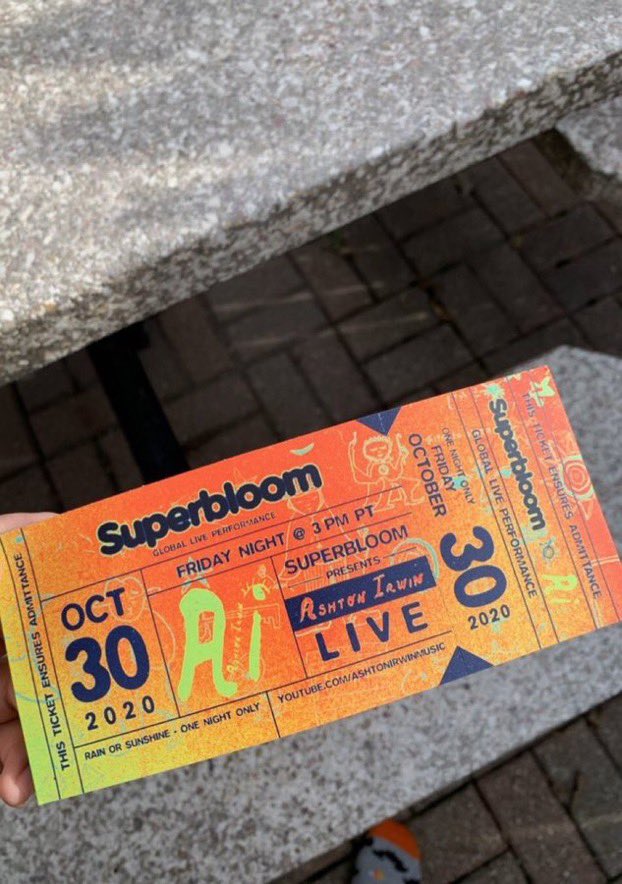 THIS TICKET ENSURES ADMITTANCE
Superbloom
GLOBAL LIVE PERFORMANCE
FRIDAY NIGHT @ 3 PM PT
OCT
30
2020
Ai
SUPERBLOOM
PRESENTS
ASHTON IRWIN
LIVE
RAIN OR SUNSHINE - ONE NIGHT ONLY
YOUTUBE.COM/ASHTONIRWINMUSIC
ONE NIGHT ONLY
FRIDAY
OCTOBER
30
2020
Superbloom
GLOBAL LIVE PERFORMANCE
Ai
THIS TICKET ENSURES ADMITTANCE